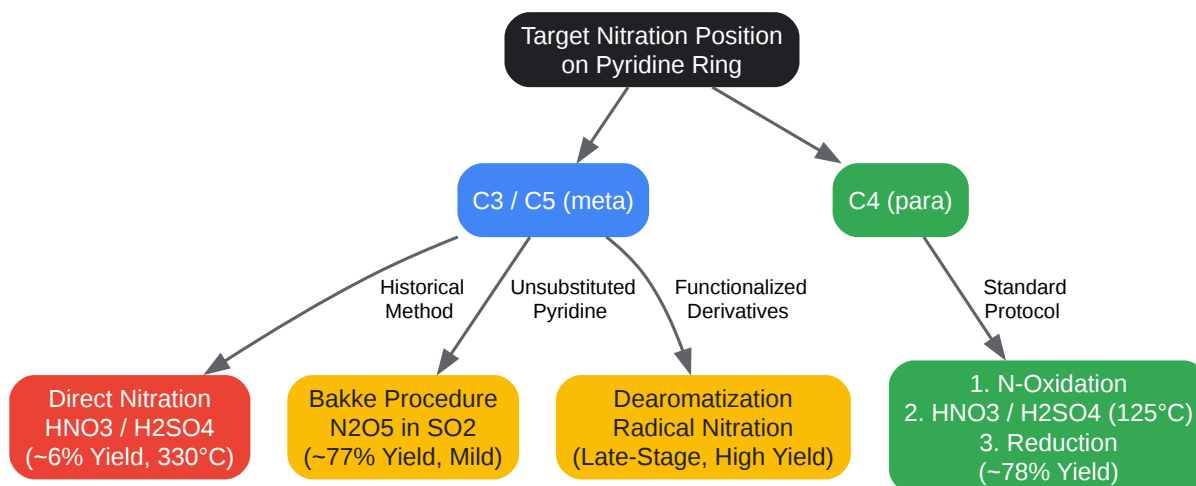 Target Nitration Position
on Pyridine Ring
C3 / C5 (meta)
C4 (para)
Historical
Method
Unsubstituted
Pyridine
Functionalized
Derivatives
Standard
Protocol
Direct Nitration
HNO3 / H2SO4
(~6% Yield, 330°C)
Bakke Procedure
N2O5 in SO2
(~77% Yield, Mild)
Dearomatization
Radical Nitration
(Late-Stage, High Yield)
1. N-Oxidation
2. HNO3 / H2SO4 (125°C)
3. Reduction
(~78% Yield)